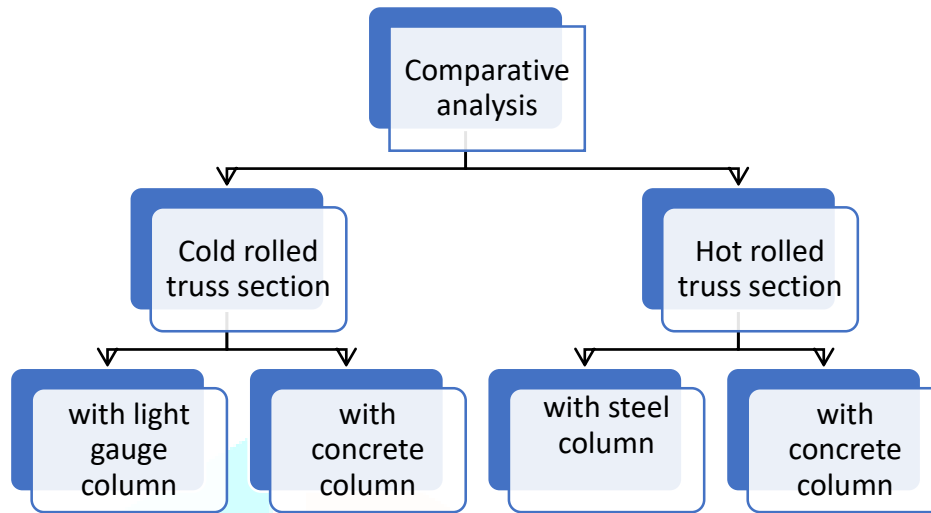 Comparative
analysis
Cold rolled
truss section
Hot rolled
truss section
with light
gauge
column
with
concrete
column
with steel
column
with
concrete
column